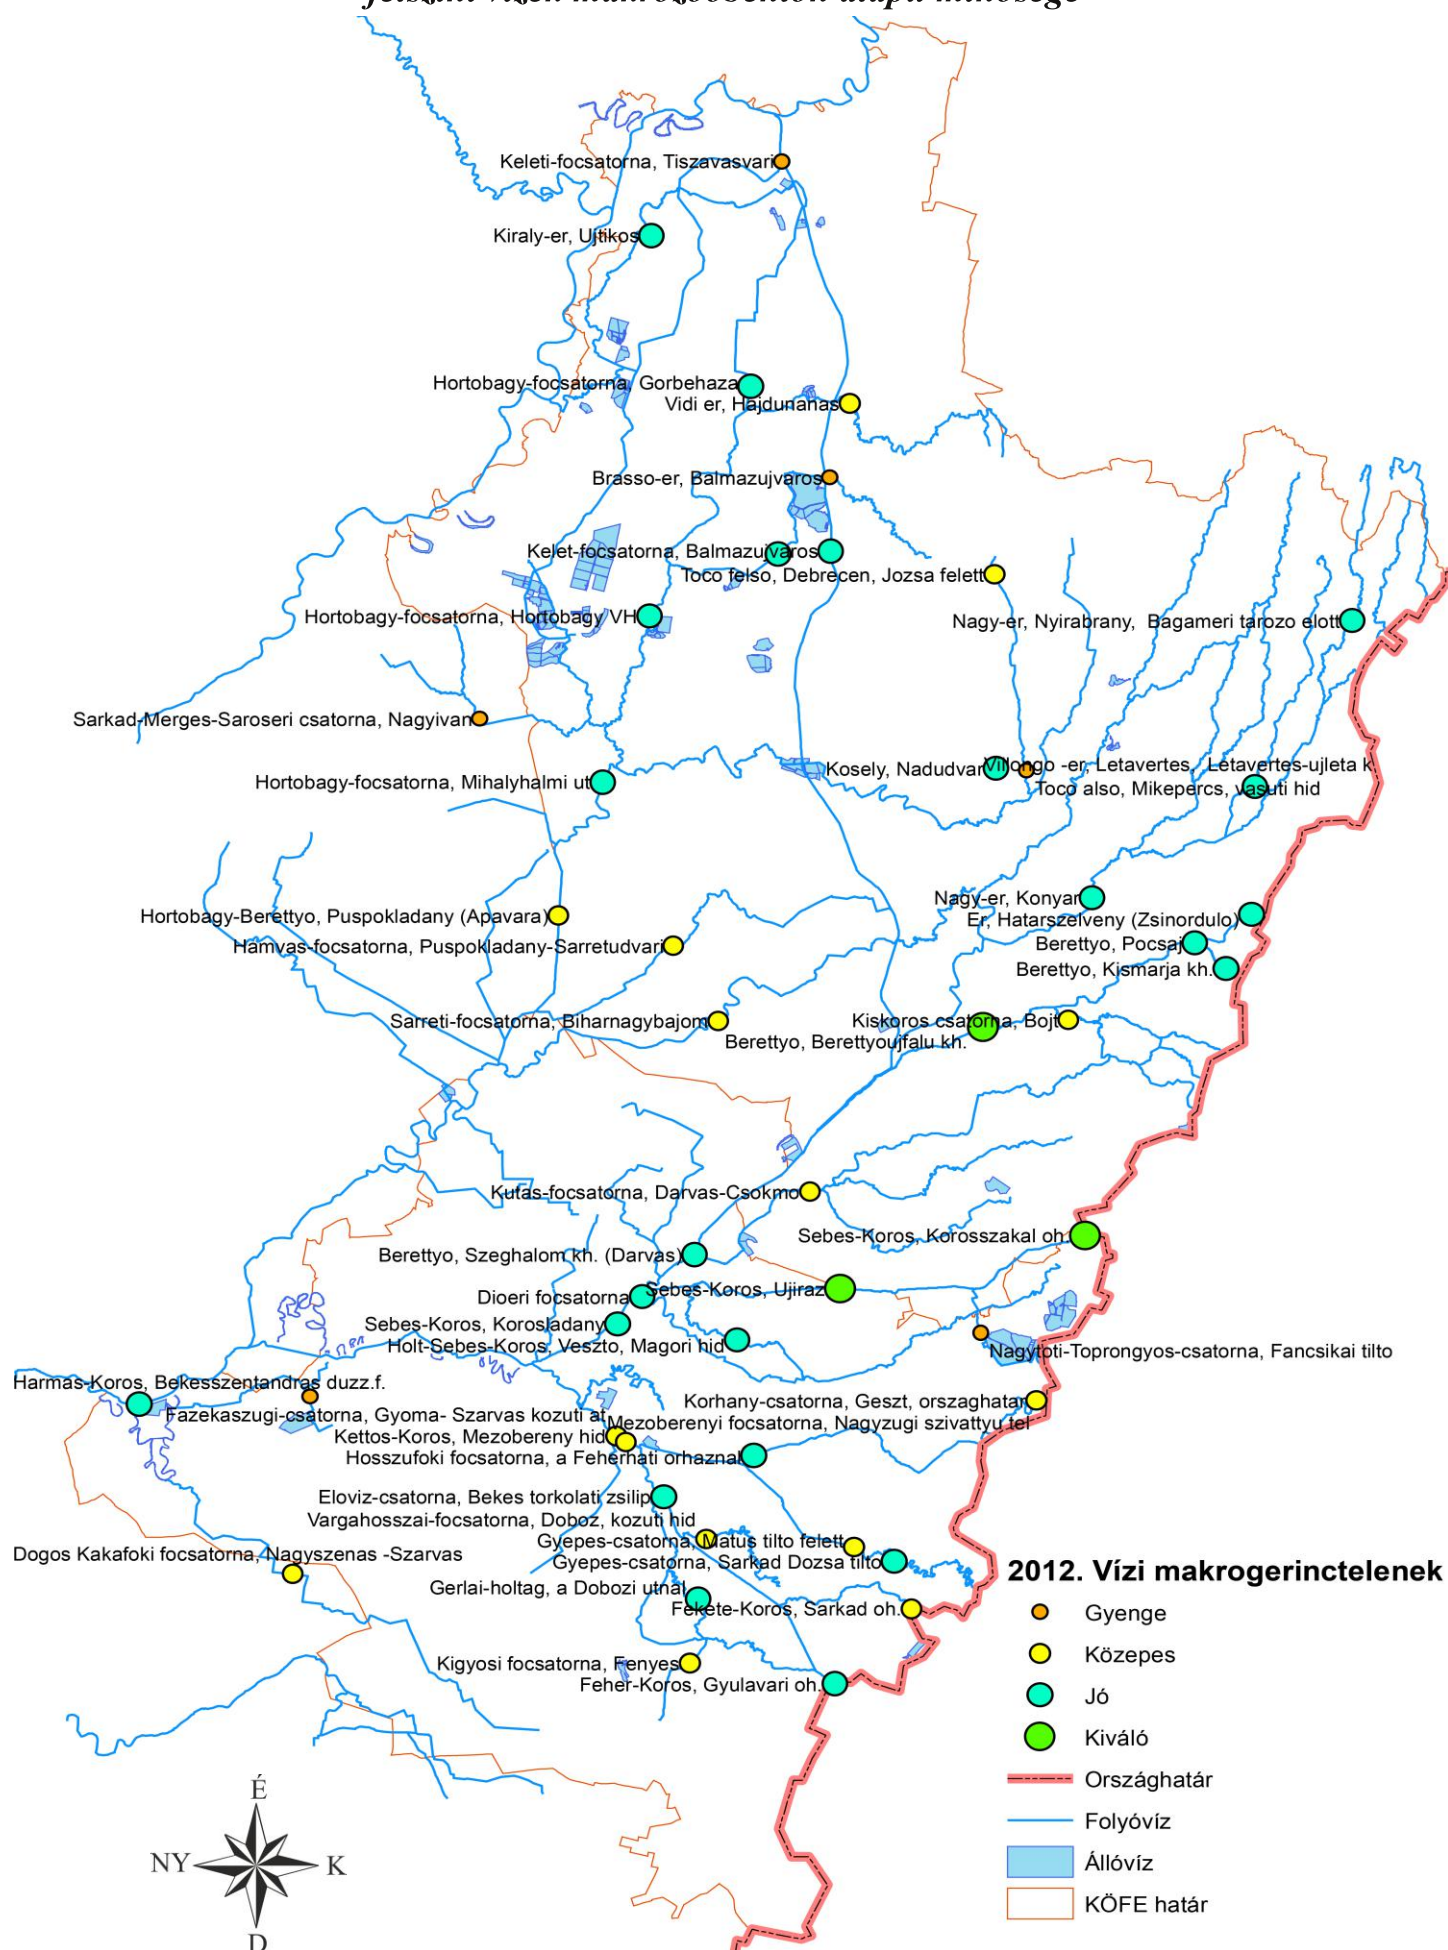 felszíni vizek makrozoobenton alapú minősége
Keleti-focsatorna, Tiszavasvari
Kiraly-er, Ujtikos
Hortobagy-focsatorna, Gorbehaza
Vidi er, Hajdunanas
Brasso-er, Balmazujvaros
Kelet-focsatorna, Balmazujvaros
Toco felso, Debrecen, Jozsa felett
Hortobagy-focsatorna, Hortobagy VH
Nagy-er, Nyirabrany, Bagameri tarozo elott
Sarkad-Merges-Saroseri csatorna, Nagyivan
Kosely, Nadudvar
Villongo -er, Letavertes, Letavertes-ujleta k.
Hortobagy-focsatorna, Mihalyhalmi ut
Toco also, Mikepercs, vasuti hid
Nagy-er, Konyar
Hortobagy-Berettyo, Puspokladany (Apavara)
Er, Hatarszelveny (Zsinordulo)
Hamvas-focsatorna, Puspokladany-Sarretudvari
Berettyo, Pocsaj
Berettyo, Kismarja kh.
Sarreti-focsatorna, Biharnagybajom
Kiskoros csatorna, Bojt
Berettyo, Berettyoujfalu kh.
Kutas-focsatorna, Darvas-Csokmo
Sebes-Koros, Korosszakal oh.
Berettyo, Szeghalom kh. (Darvas)
Sebes-Koros, Ujiraz
Dioeri focsatorna
Sebes-Koros, Korosladany
Holt-Sebes-Koros, Veszto, Magori hid
Nagytoti-Toprongyos-csatorna, Fancsikai tilto
Harmas-Koros, Bekesszentandras duzz.f.
Korhany-csatorna, Geszt, orszaghatar
Fazekaszugi-csatorna, Gyoma- Szarvas kozuti at
Mezoberenyi focsatorna, Nagyzugi szivattyu tel
Kettos-Koros, Mezobereny hid
Hosszufoki focsatorna, a Feherhati orhaznal
Eloviz-csatorna, Bekes torkolati zsilip
Vargahosszai-focsatorna, Doboz, kozuti hid
Gyepes-csatorna, Matus tilto felett
Dogos Kakafoki focsatorna, Nagyszenas -Szarvas
Gyepes-csatorna, Sarkad Dozsa tilto
Gerlai-holtag, a Dobozi utnal
Fekete-Koros, Sarkad oh.
Kigyosi focsatorna, Fenyes
Feher-Koros, Gyulavari oh.
2012. Vízi makrogerinctelenek
Gyenge
Közepes
Jó
Kiváló
Országhatár
Folyóvíz
Állóvíz
KÖFE határ
É
NY
K
D